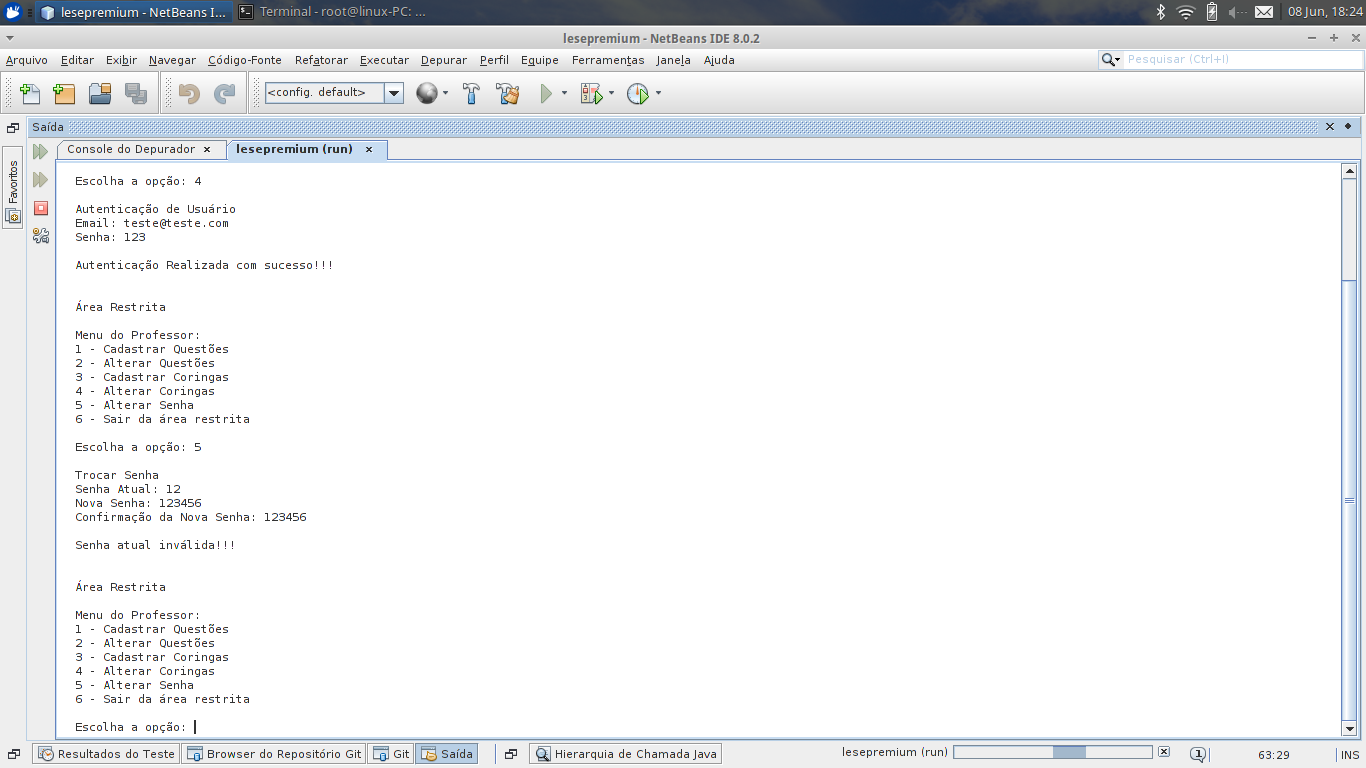 lesepremium - NetBeans I...
Terminal - root@linux-PC: ...
08 Jun, 18:24
lesepremium - NetBeans IDE 8.0.2
Arquivo Editar Exibir Navegar Código-Fonte Refatorar Executar Depurar Perfil Equipe Ferramentas Janela Ajuda
Pesquisar (Ctrl+I)
<config. default>
Saída
Favoritos
Console do Depurador
lesepremium (run)
Escolha a opção: 4
Autenticação de Usuário
Email: teste@teste.com
Senha: 123
Autenticação Realizada com sucesso!!!
Área Restrita
Menu do Professor:
1 - Cadastrar Questões
2 - Alterar Questões
3 - Cadastrar Coringas
4 - Alterar Coringas
5 - Alterar Senha
6 - Sair da área restrita
Escolha a opção: 5
Trocar Senha
Senha Atual: 12
Nova Senha: 123456
Confirmação da Nova Senha: 123456
Senha atual inválida!!!
Área Restrita
Menu do Professor:
1 - Cadastrar Questões
2 - Alterar Questões
3 - Cadastrar Coringas
4 - Alterar Coringas
5 - Alterar Senha
6 - Sair da área restrita
Escolha a opção:
Resultados do Teste
Browser do Repositório Git
Git
Saída
Hierarquia de Chamada Java
lesepremium (run)
1
63:29
INS